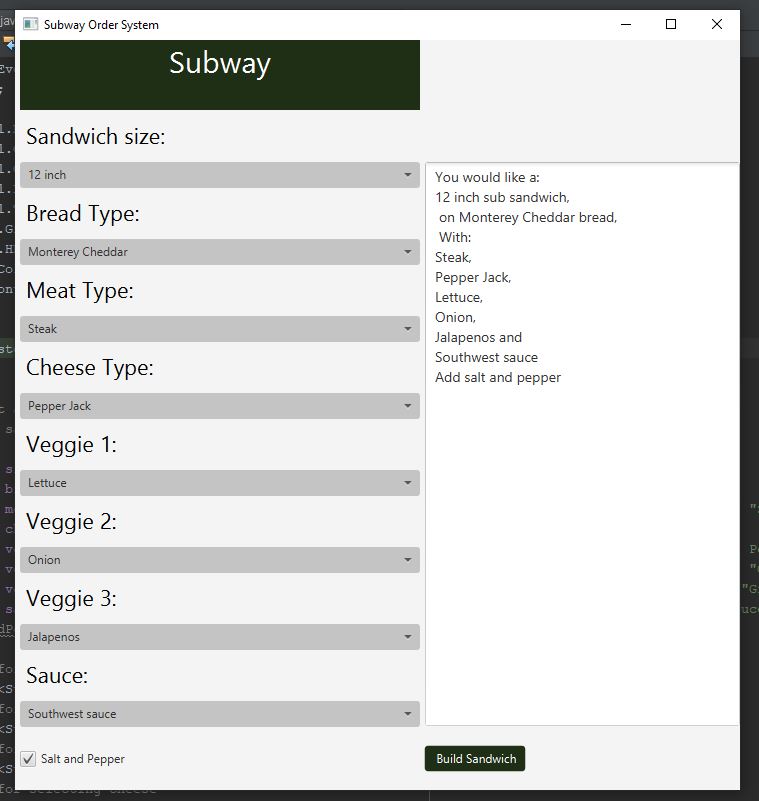 Subway Order System
Subway
Sandwich size:
12 inch
Bread Type:
Monterey Cheddar
Meat Type:
Steak
Cheese Type:
Pepper Jack
Veggie 1:
Lettuce
Veggie 2:
Onion
Veggie 3:
Jalapenos
Sauce:
Southwest sauce
Salt and Pepper
You would like a:
12 inch sub sandwich,
on Monterey Cheddar bread,
With:
Steak,
Pepper Jack,
Lettuce,
Onion,
Jalapenos and
Southwest sauce
Add salt and pepper
Build Sandwich